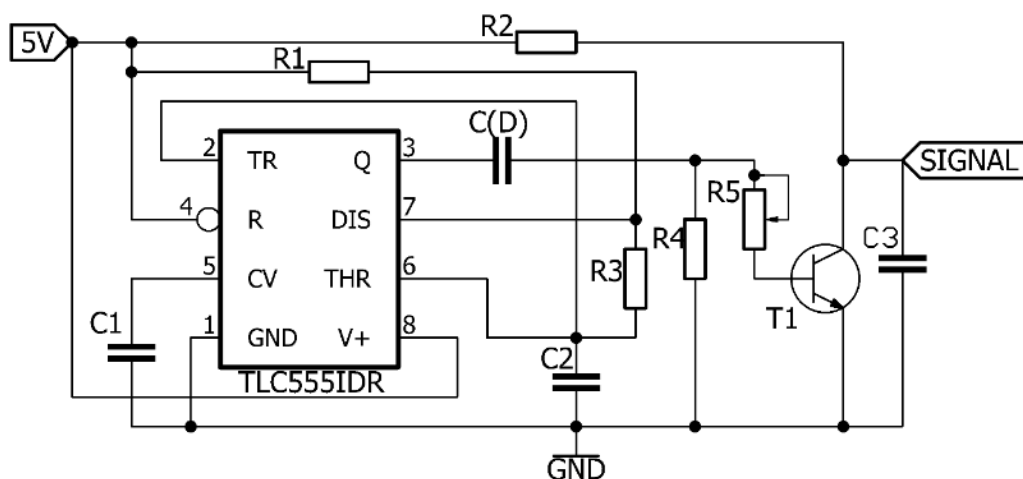 5V
R2
R1
C(D)
2 TR Q 3
SIGNAL
4 R DIS 7
R5
R4
R3
C3
5 CV THR 6
C1
T1
1 GND V+ 8
C2
TLC555IDR
GND